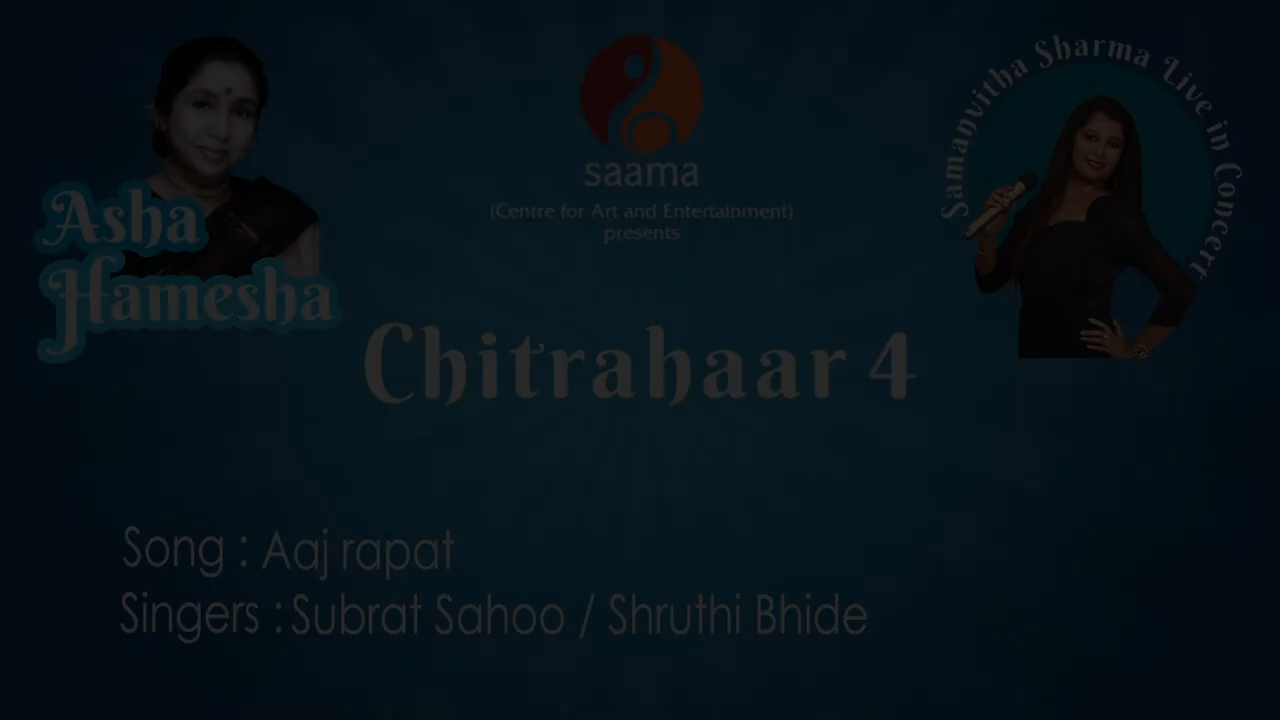 Asha
Hamesha
saama
(Centre for Art and Entertainment)
presents
Samanvitha Sharma Live in Concert
Chitrahaar 4
Song : Aaj rapat
Singers : Subrat Sahoo / Shruthi Bhide